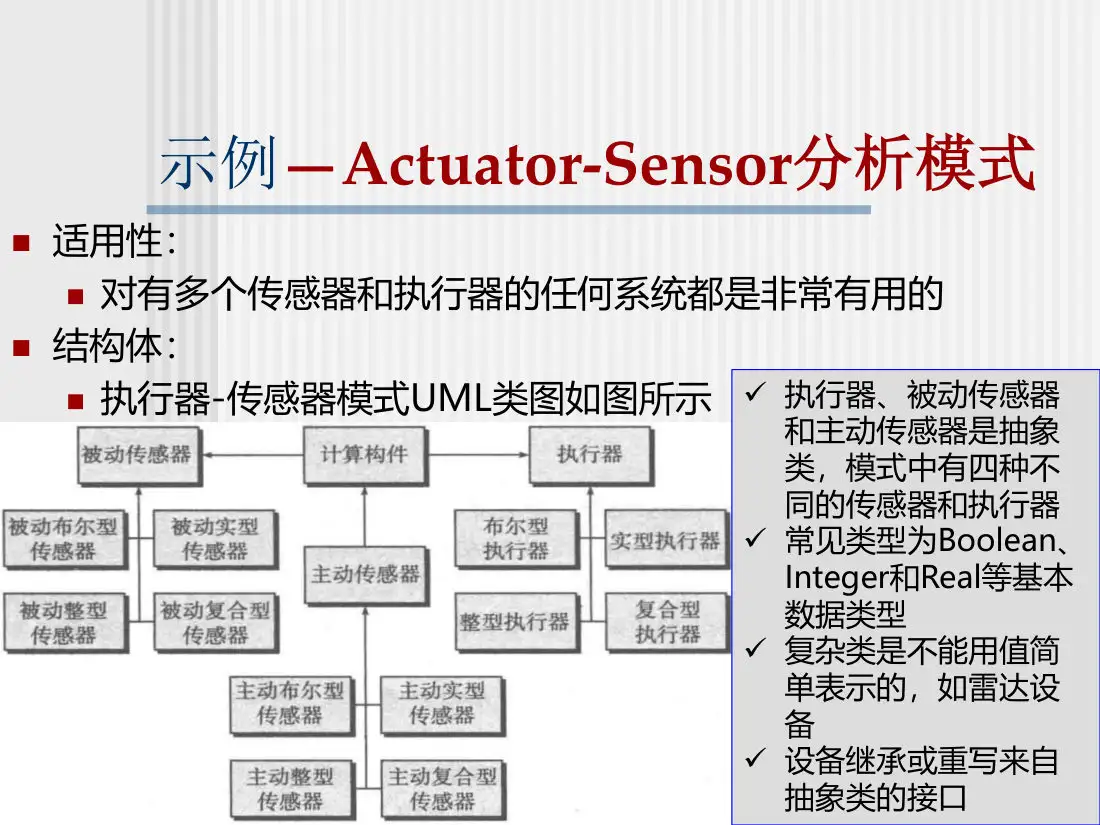 示例—Actuator-Sensor分析模式
适用性：
对有多个传感器和执行器的任何系统都是非常有用的
结构体：
执行器-传感器模式UML类图如图所示
被动传感器
计算构件
执行器
被动布尔型
传感器
被动实型
传感器
被动整型
传感器
被动复合型
传感器
主动传感器
布尔型
执行器
实型执行器
整型执行器
复合型
执行器
主动布尔型
传感器
主动实型
传感器
主动整型
传感器
主动复合型
传感器
✓ 执行器、被动传感器
和主动传感器是抽象
类，模式中有四种不
同的传感器和执行器
✓ 常见类型为Boolean、
Integer和Real等基本
数据类型
✓ 复杂类是不能用值简
单表示的，如雷达设
备
✓ 设备继承或重写来自
抽象类的接口